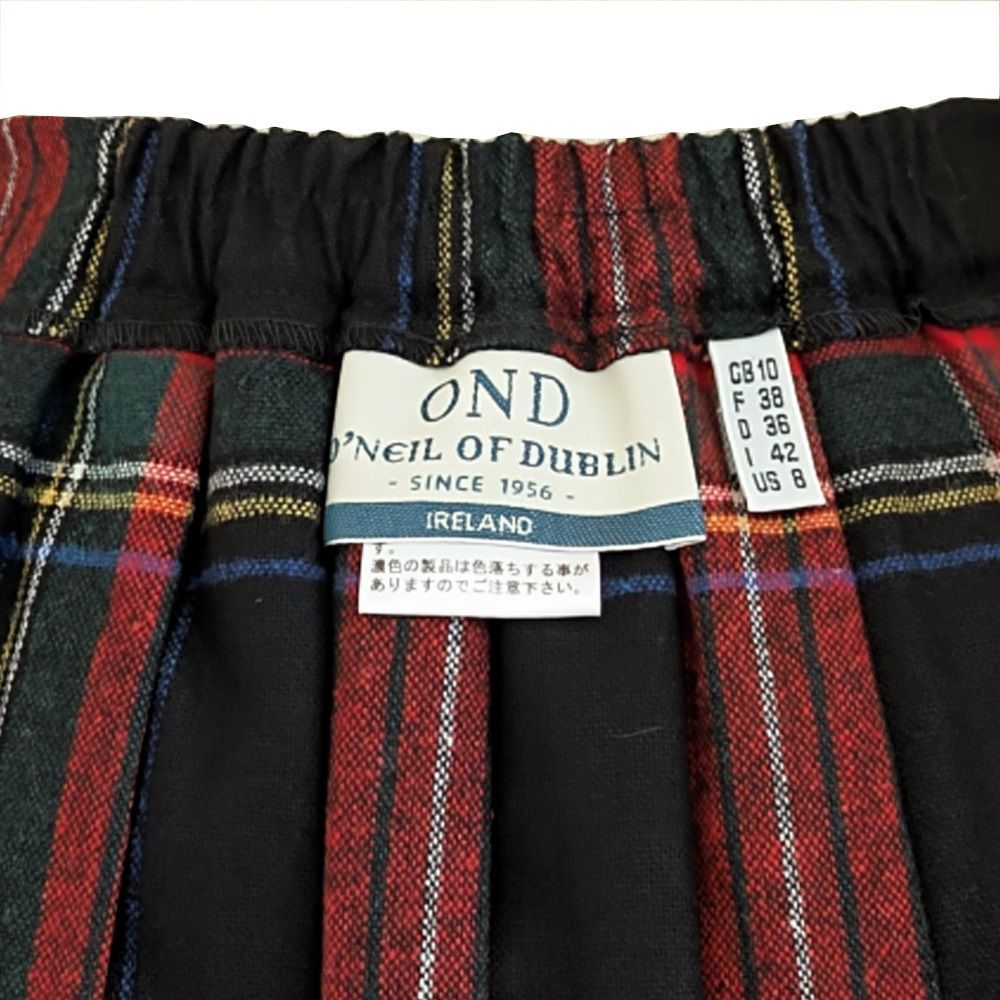 OND
O'NEIL OF DUBLIN
- SINCE 1956 -
IRELAND
す。
濃色の製品は色落ちする事が
ありますのでご注意下さい。
GB 10
F 38
D 36
I 42
US 8